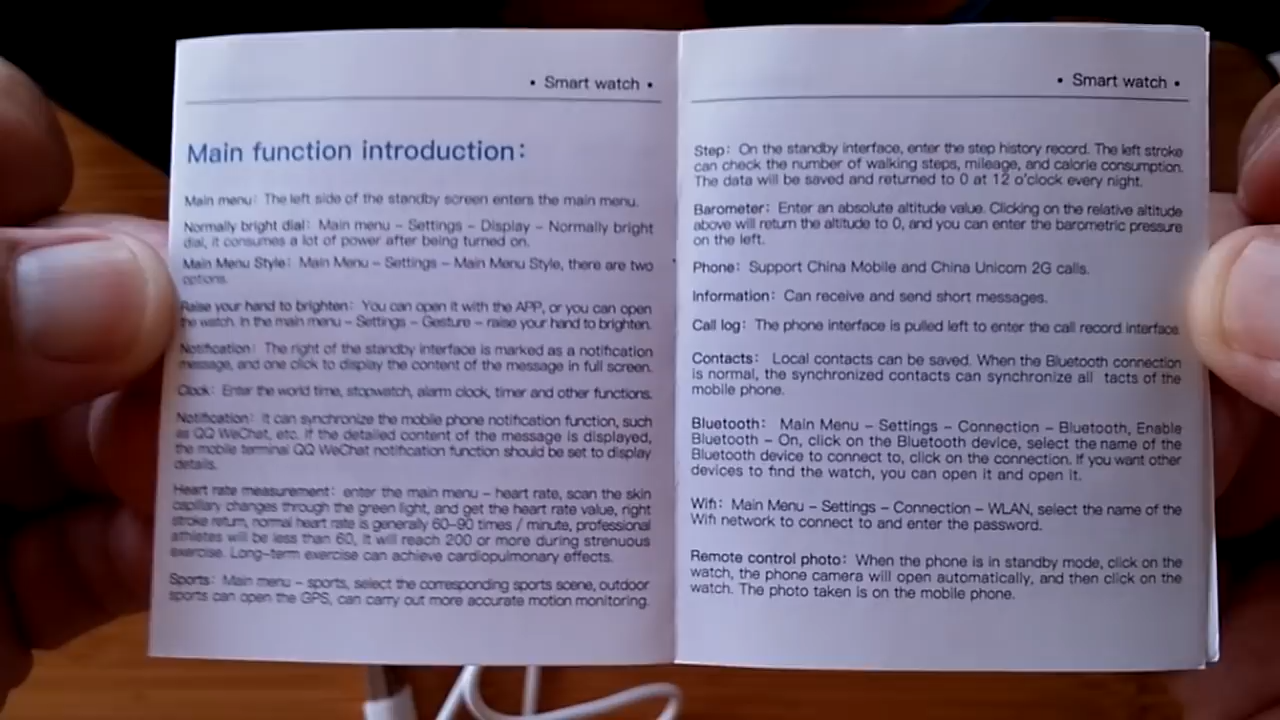 • Smart watch •
Main function introduction:
Main menu: The left side of the standby screen enters the main menu.
Normally bright dial: Main menu – Settings – Display – Normally bright
dial, it consumes a lot of power after being turned on.
Main Menu Style: Main Menu – Settings – Main Menu Style, there are two
options.
Raise your hand to brighten: You can open it with the APP, or you can open
the watch. In the main menu – Settings – Gesture – raise your hand to brighten.
Notification: The right of the standby interface is marked as a notification
message, and one click to display the content of the message in full screen.
Clock: Enter the world time, stopwatch, alarm clock, timer and other functions.
Notification: it can synchronize the mobile phone notification function, such
as QQ WeChat, etc. If the detailed content of the message is displayed,
the mobile terminal QQ WeChat notification function should be set to display
details.
Heart rate measurement: enter the main menu – heart rate, scan the skin
capillary changes through the green light, and get the heart rate value, right
stroke return, normal heart rate is generally 60–90 times / minute, professional
athletes will be less than 60, It will reach 200 or more during strenuous
exercise. Long–term exercise can achieve cardiopulmonary effects.
Sports: Main menu – sports, select the corresponding sports scene, outdoor
sports can open the GPS, can carry out more accurate motion monitoring.
• Smart watch •
Step: On the standby interface, enter the step history record. The left stroke
can check the number of walking steps, mileage, and calorie consumption.
The data will be saved and returned to 0 at 12 o'clock every night.
Barometer: Enter an absolute altitude value. Clicking on the relative altitude
above will return the altitude to 0, and you can enter the barometric pressure
on the left.
Phone: Support China Mobile and China Unicom 2G calls.
Information: Can receive and send short messages.
Call log: The phone interface is pulled left to enter the call record interface
Contacts: Local contacts can be saved. When the Bluetooth connection
is normal, the synchronized contacts can synchronize all tacts of the
mobile phone.
Bluetooth: Main Menu – Settings – Connection – Bluetooth, Enable
Bluetooth – On, click on the Bluetooth device, select the name of the
Bluetooth device to connect to, click on the connection. If you want other
devices to find the watch, you can open it and open it.
Wifi: Main Menu – Settings – Connection – WLAN, select the name of the
Wifi network to connect to and enter the password.
Remote control photo: When the phone is in standby mode, click on the
watch, the phone camera will open automatically, and then click on the
watch. The photo taken is on the mobile phone.